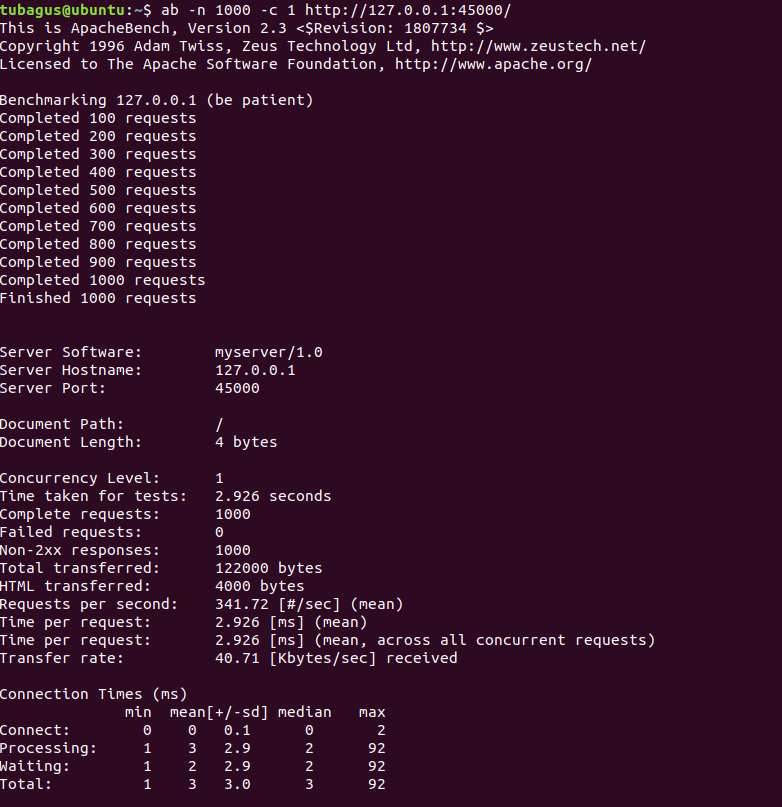 tubagus@ubuntu:~$ ab -n 1000 -c 1 http://127.0.0.1:45000/
This is ApacheBench, Version 2.3 <$Revision: 1807734 $>
Copyright 1996 Adam Twiss, Zeus Technology Ltd, http://www.zeustech.net/
Licensed to The Apache Software Foundation, http://www.apache.org/

Benchmarking 127.0.0.1 (be patient)
Completed 100 requests
Completed 200 requests
Completed 300 requests
Completed 400 requests
Completed 500 requests
Completed 600 requests
Completed 700 requests
Completed 800 requests
Completed 900 requests
Completed 1000 requests
Finished 1000 requests


Server Software:        myserver/1.0
Server Hostname:        127.0.0.1
Server Port:            45000

Document Path:          /
Document Length:        4 bytes

Concurrency Level:      1
Time taken for tests:   2.926 seconds
Complete requests:      1000
Failed requests:        0
Non-2xx responses:      1000
Total transferred:      122000 bytes
HTML transferred:       4000 bytes
Requests per second:    341.72 [#/sec] (mean)
Time per request:       2.926 [ms] (mean)
Time per request:       2.926 [ms] (mean, across all concurrent requests)
Transfer rate:          40.71 [Kbytes/sec] received

Connection Times (ms)
              min  mean[+/-sd] median   max
Connect:        0    0   0.1      0       2
Processing:     1    3   2.9      2      92
Waiting:        1    2   2.9      2      92
Total:          1    3   3.0      3      92